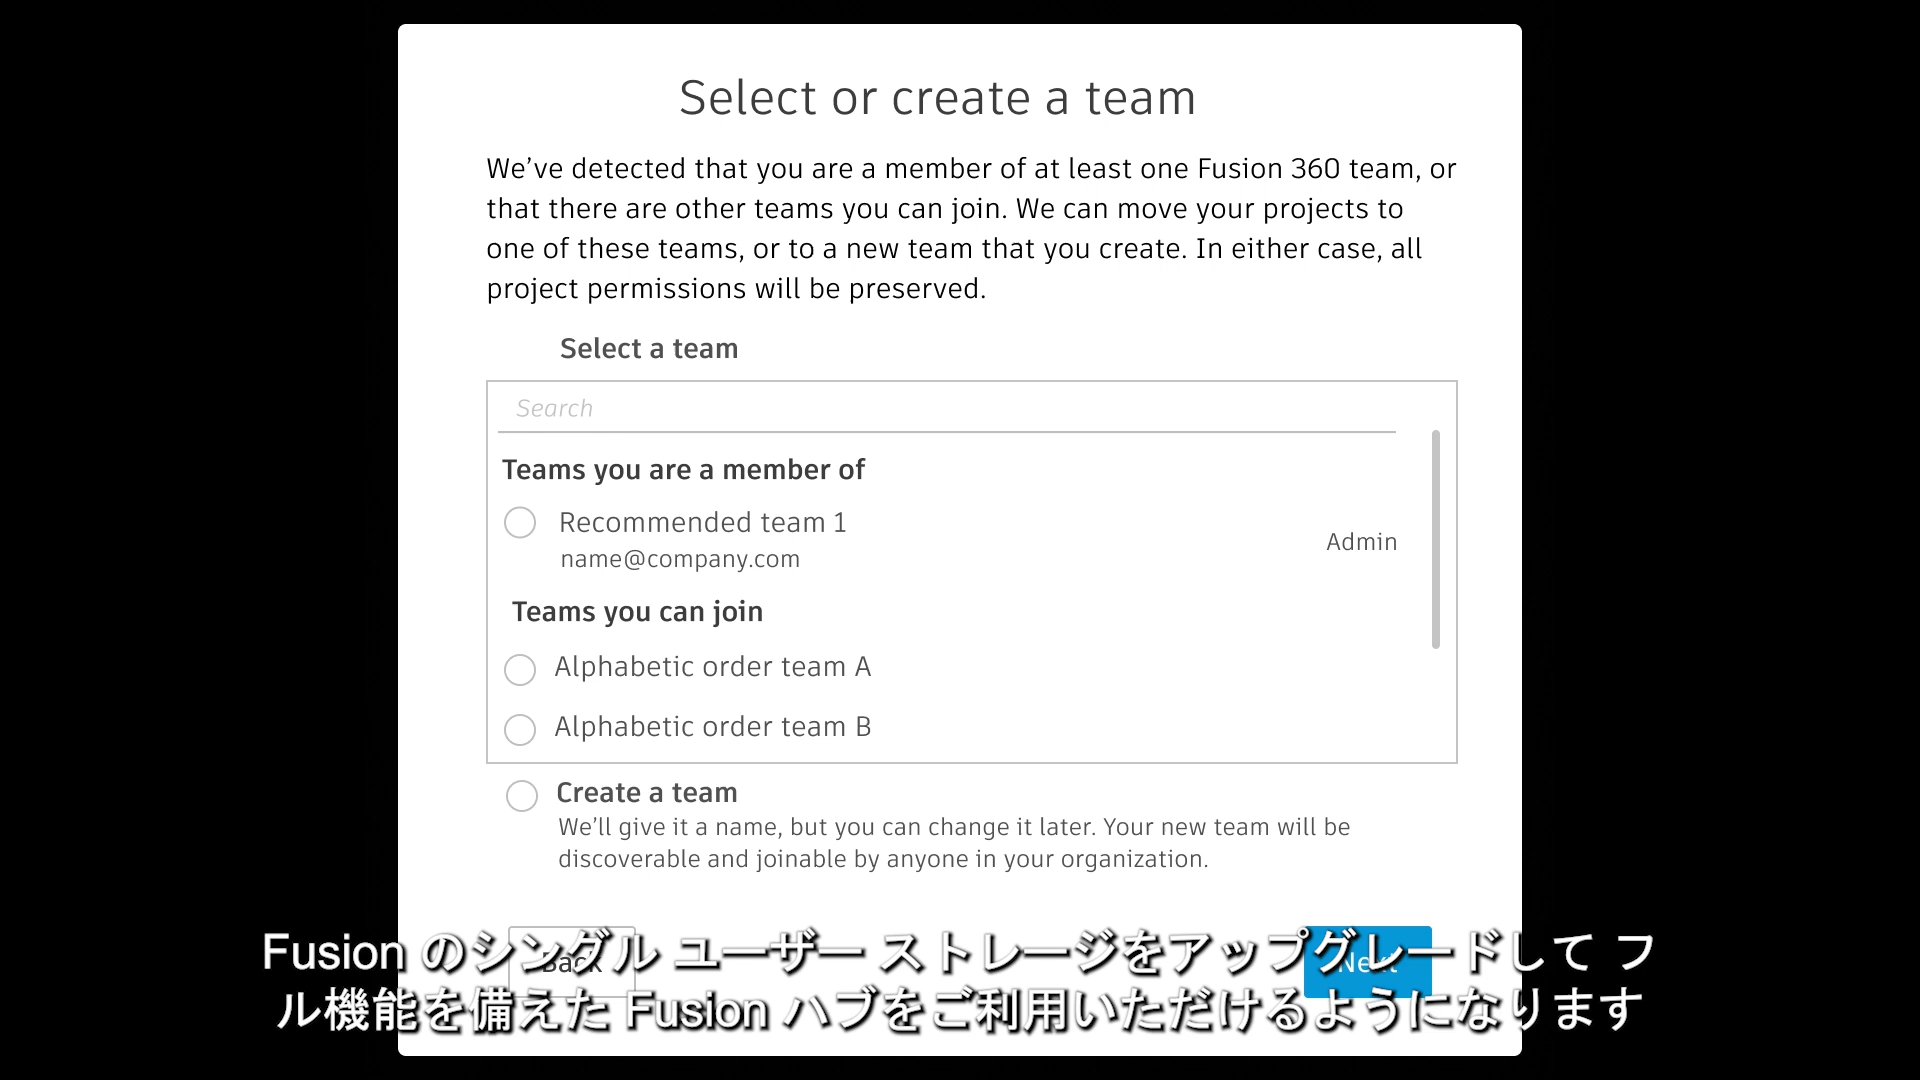 Select or create a team
We’ve detected that you are a member of at least one Fusion 360 team, or
that there are other teams you can join. We can move your projects to
one of these teams, or to a new team that you create. In either case, all
project permissions will be preserved.
Select a team
Search
Teams you are a member of
Recommended team 1
name@company.com
Admin
Teams you can join
Alphabetic order team A
Alphabetic order team B
Create a team
We’ll give it a name, but you can change it later. Your new team will be
discoverable and joinable by anyone in your organization.
Back
Next
Fusion のシングル ユーザー ストレージをアップグレードして フ
ル機能を備えた Fusion ハブをご利用いただけるようになります